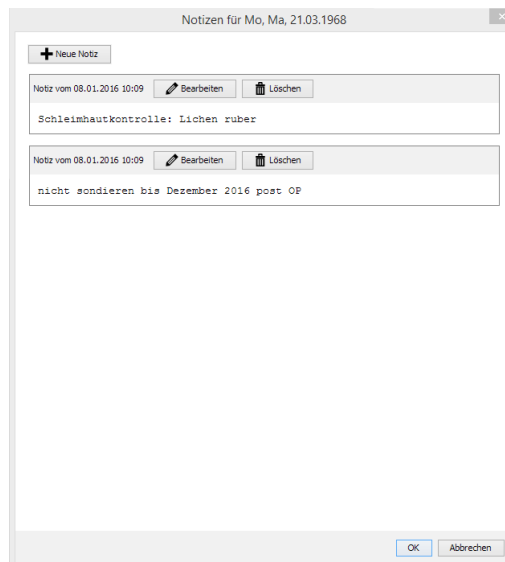 Notizen für Mo, Ma, 21.03.1968
Neue Notiz
Notiz vom 08.01.2016 10:09 Bearbeiten Löschen
Schleimhautkontrolle: Lichen ruber
Notiz vom 08.01.2016 10:09 Bearbeiten Löschen
nicht sondieren bis Dezember 2016 post OP
OK Abbrechen